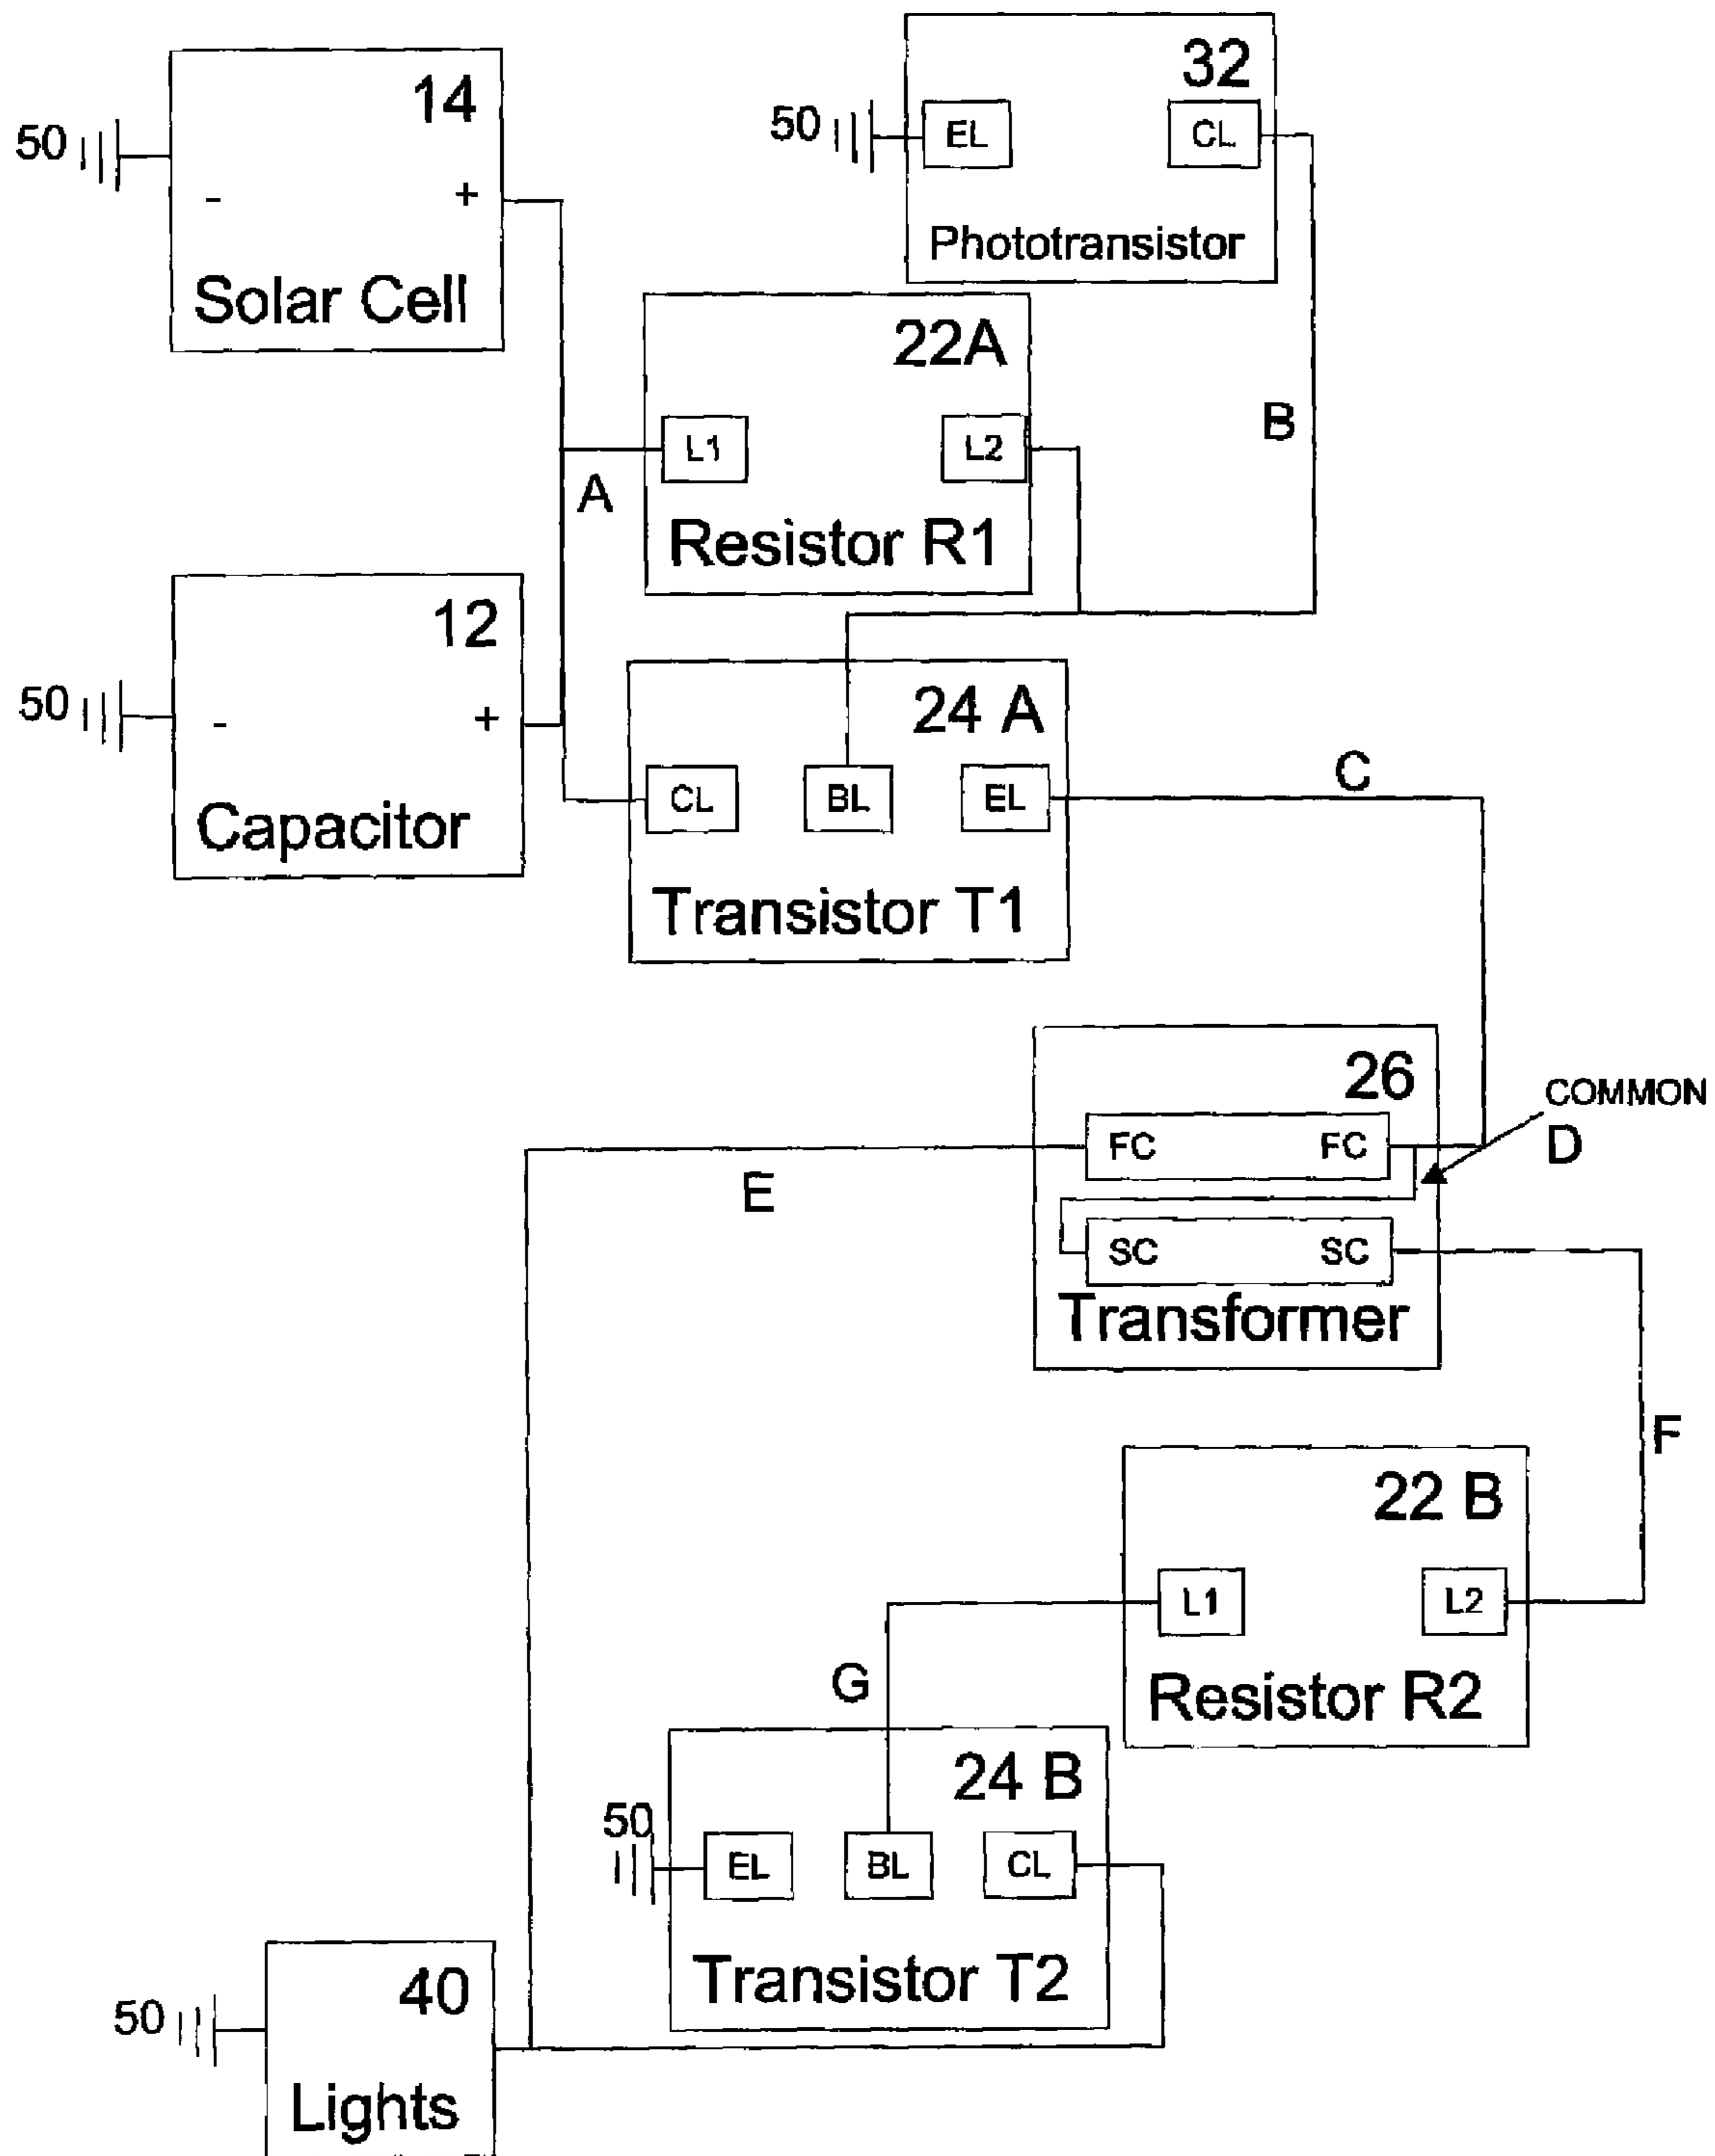 14
50
-
+
Solar Cell
32
50
EL
CL
Phototransistor
22A
L1
L2
Resistor R1
A
B
12
50
-
+
Capacitor
24 A
CL
BL
EL
Transistor T1
C
26
COMMON
D
FC
FC
SC
SC
Transformer
E
F
22 B
L1
L2
Resistor R2
G
24 B
50
EL
BL
CL
Transistor T2
40
50
Lights